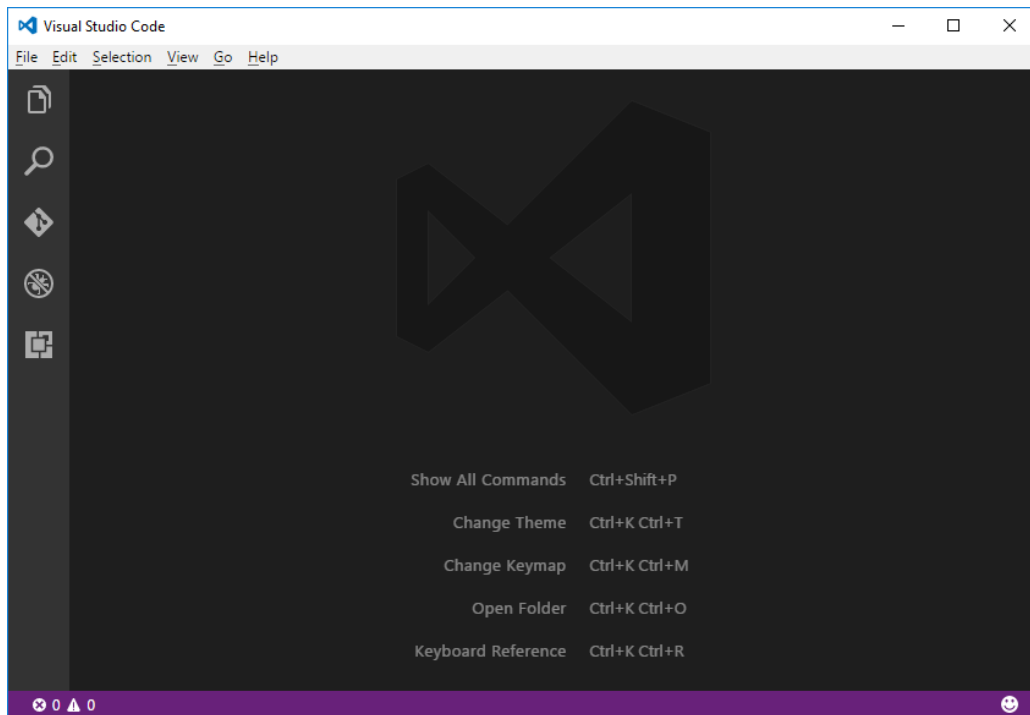 Visual Studio Code
File Edit Selection View Go Help
Show All Commands Ctrl+Shift+P
Change Theme Ctrl+K Ctrl+T
Change Keymap Ctrl+K Ctrl+M
Open Folder Ctrl+K Ctrl+O
Keyboard Reference Ctrl+K Ctrl+R
0 0